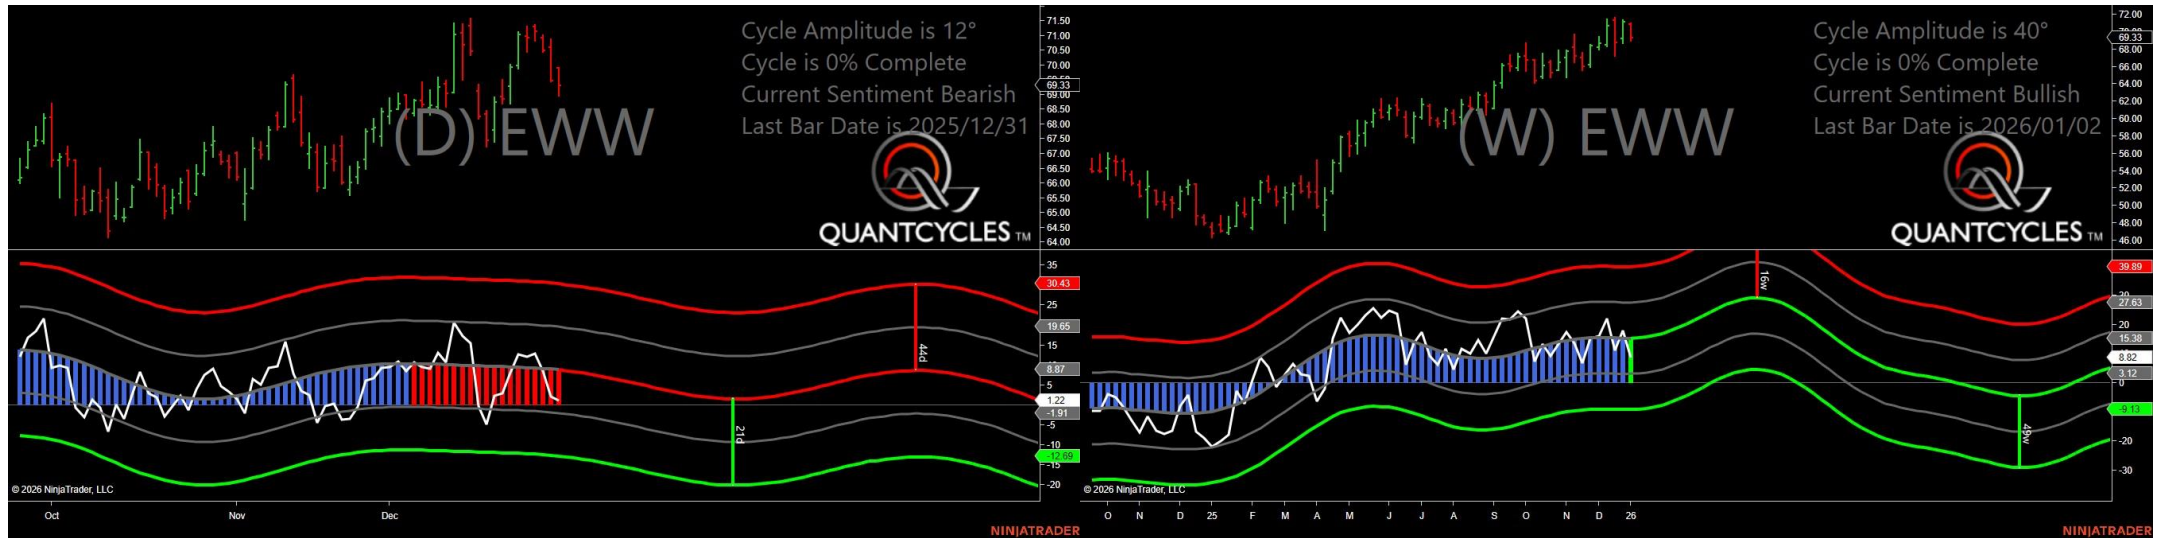 Cycle Amplitude is 12°
Cycle is 0% Complete
Current Sentiment Bearish
Last Bar Date is 2025/12/31
(D) EWW
QUANTCYCLES TM
71.50
71.00
70.50
70.00
69.33
69.00
68.50
68.00
67.50
67.00
66.50
66.00
65.50
65.00
64.50
64.00
35
30.43
25
19.65
15
8.87
5
1.22
-1.91
-5
-10
-12.69
-15
-20
44d
21d
© 2026 NinjaTrader, LLC
Oct Nov Dec
NINJATRADER
Cycle Amplitude is 40°
Cycle is 0% Complete
Current Sentiment Bullish
Last Bar Date is 2026/01/02
(W) EWW
QUANTCYCLES TM
72.00
69.33
68.00
66.00
64.00
62.00
60.00
58.00
56.00
54.00
52.00
50.00
48.00
46.00
39.89
27.63
20
15.38
8.82
3.12
0
-9.13
-20
-30
16w
49w
© 2026 NinjaTrader, LLC
O N D 25 F M A M J J A S O N D 26
NINJATRADER